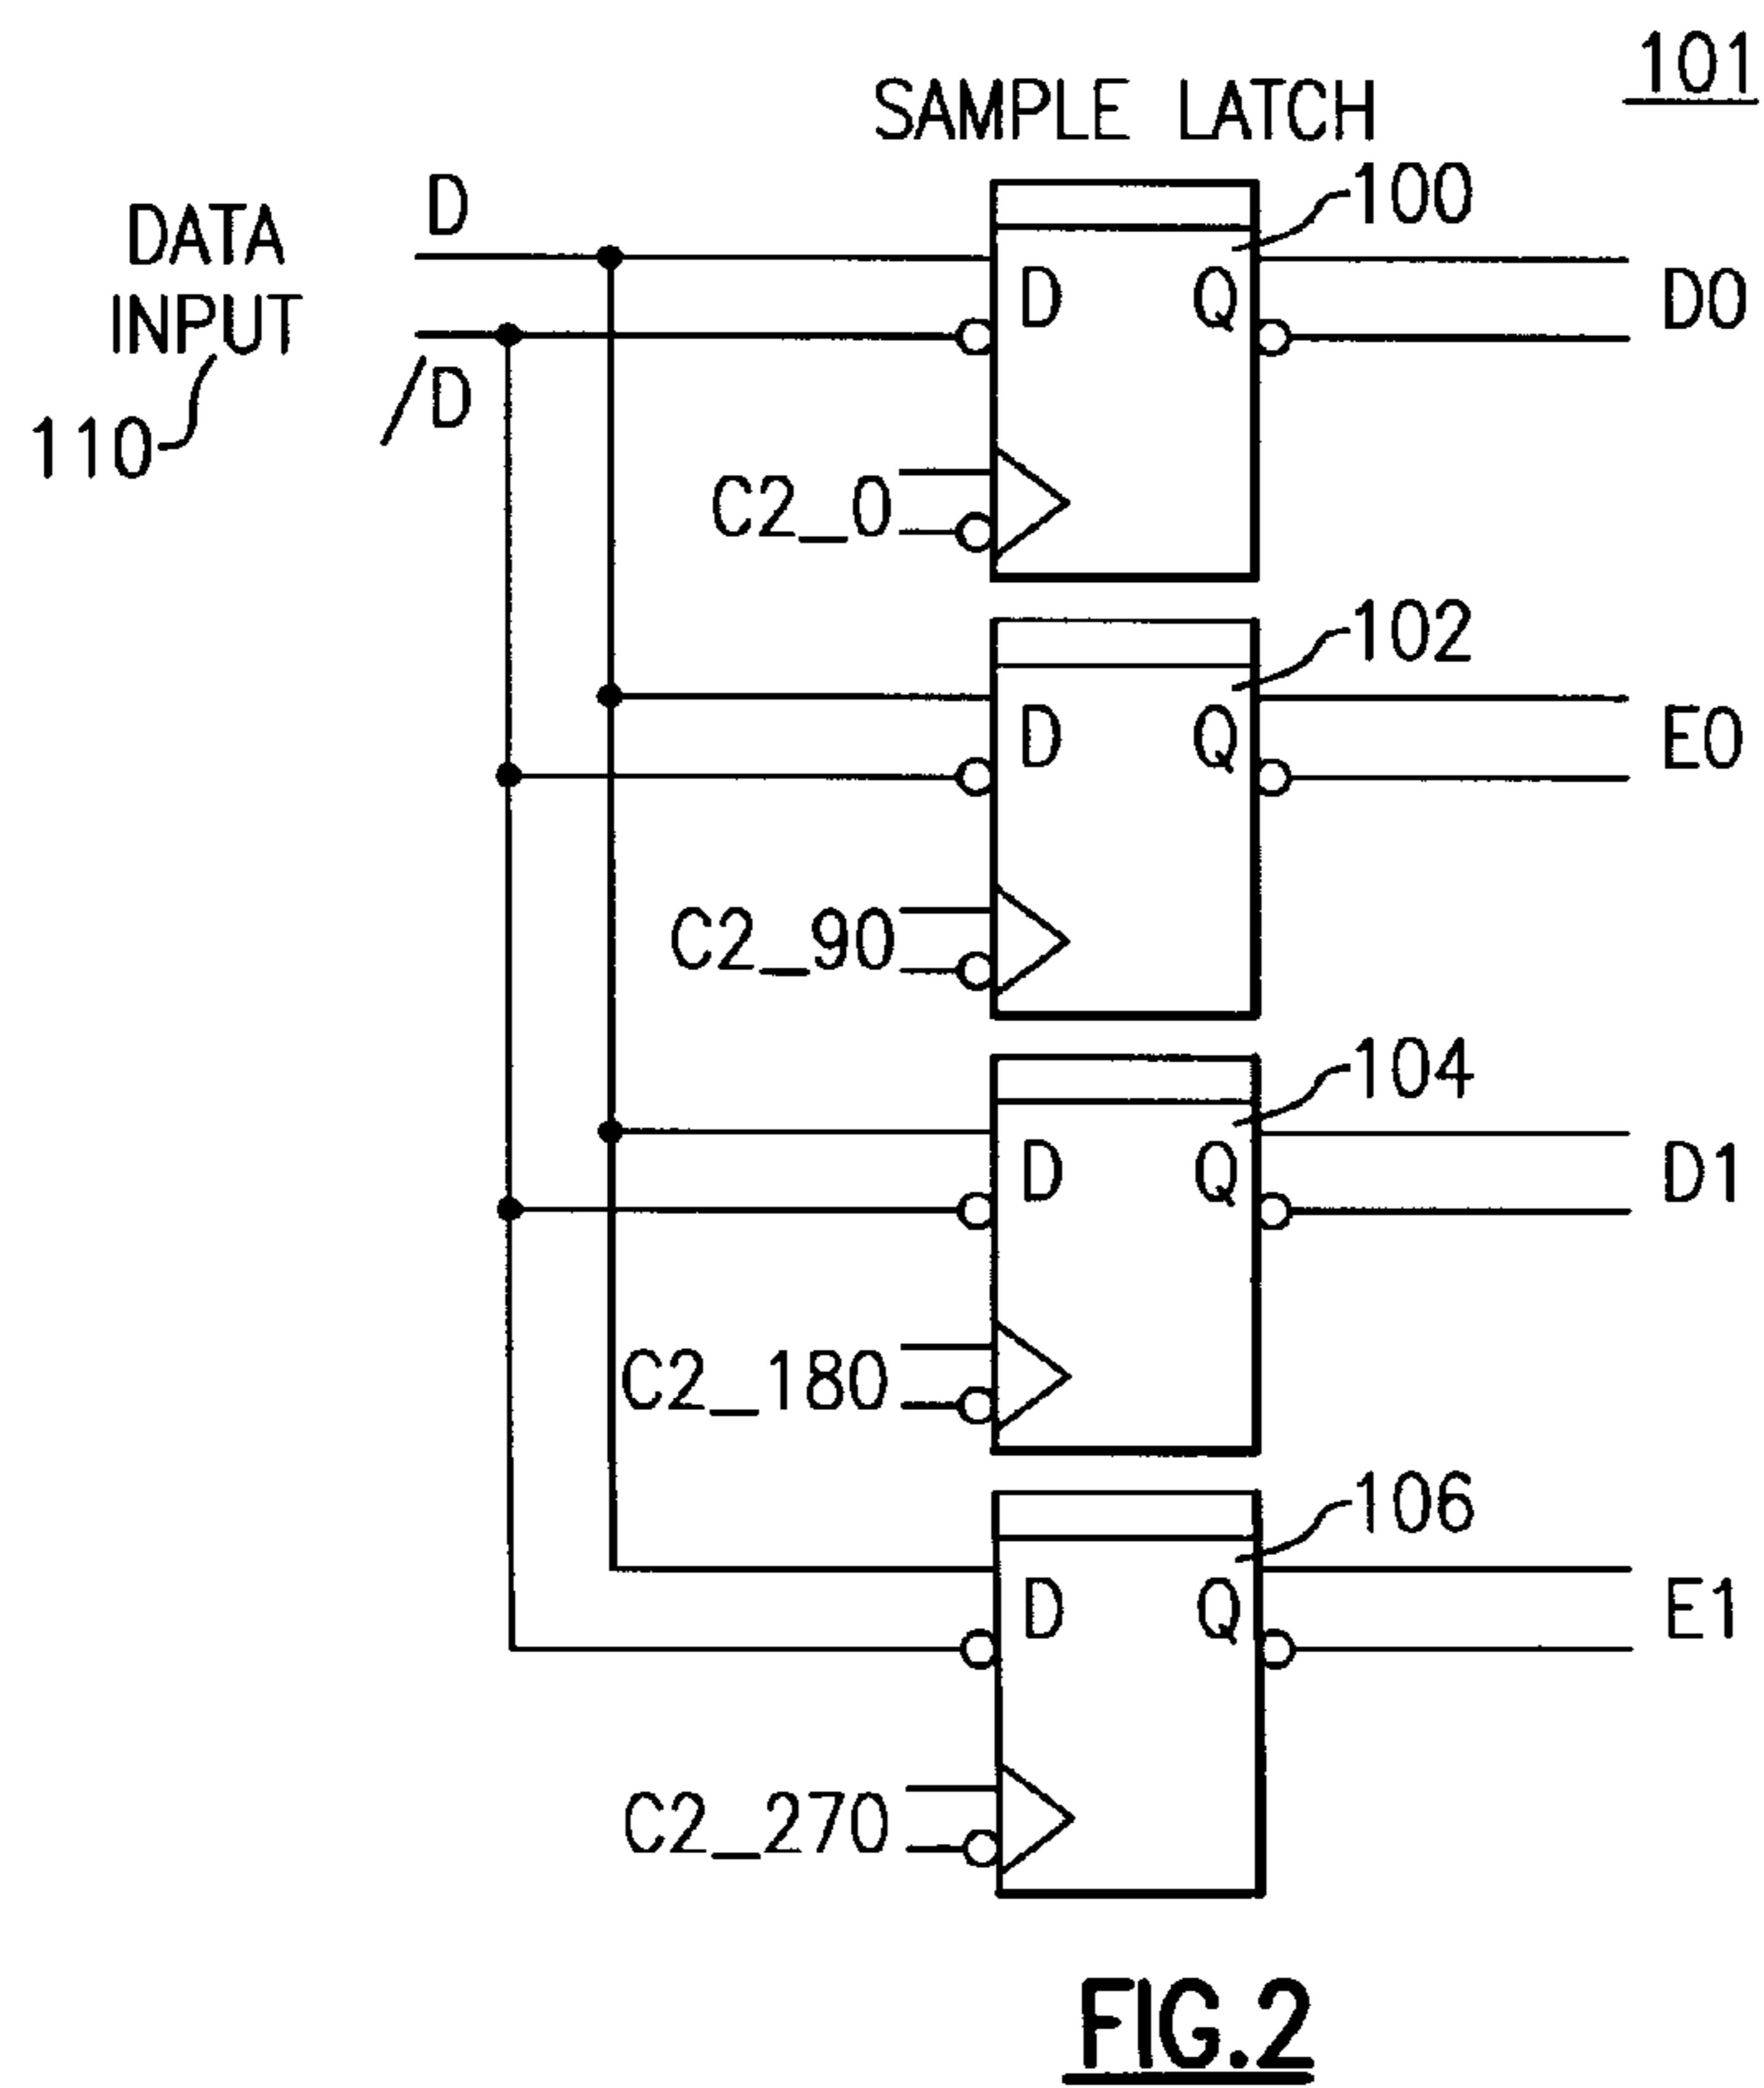 101
SAMPLE LATCH
100
DATA
INPUT
110
D
/D
D Q
D0
C2_0
102
D Q
E0
C2_90
104
D Q
D1
C2_180
106
D Q
E1
C2_270
FIG.2